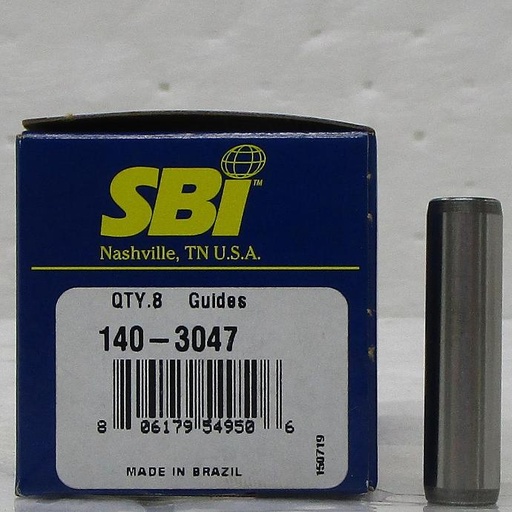 SBI™
Nashville, TN U.S.A.
QTY.8 Guides
140-3047
8 06179 54950 6
MADE IN BRAZIL
150719